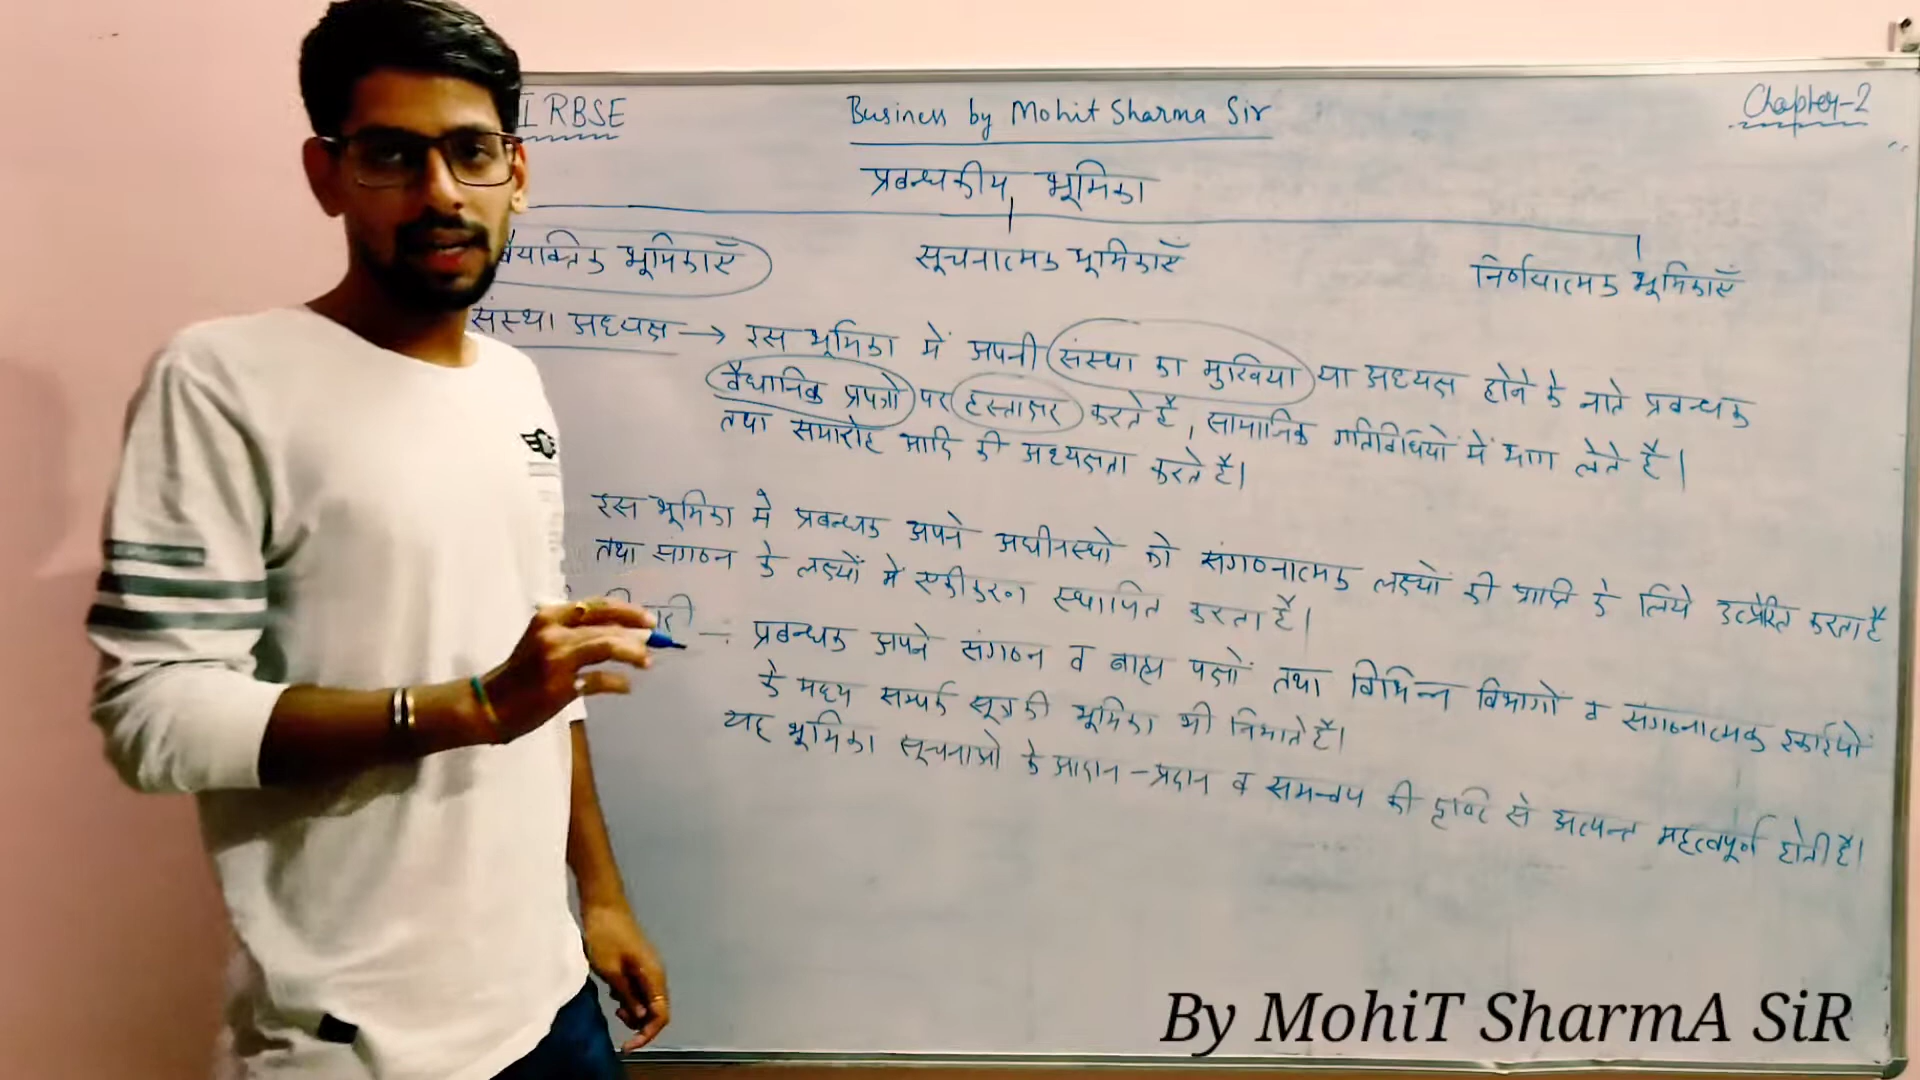 I RBSE
Business by Mohit Sharma Sir
Chapter-2
प्रबन्धकीय भूमिका
वैयक्तिक भूमिकाएँ
सूचनात्मक भूमिकाएँ
निर्णयात्मक भूमिकाएँ
संस्था अध्यक्ष → इस भूमिका में अपनी संस्था का मुखिया या अध्यक्ष होने के नाते प्रबन्धक
वैधानिक प्रपत्रो पर हस्ताक्षर करते है, सामाजिक गतिविधियों में भाग लेते है।
तथा समारोह आदि की अध्यक्षता करते है।
इस भूमिका मे प्रबन्धक अपने अधीनस्थो को संगठनात्मक लक्ष्यों की प्राप्ति के लिये उत्प्रेरित करता है
तथा संगठन के लक्ष्यों में एकीकरण स्थापित करता है।
री -: प्रबन्धक अपने संगठन व बाह्य पक्षों तथा विभिन्न विभागों व संगठनात्मक इकाईयों
के मध्य सम्पर्क सूत्र की भूमिका भी निभाते है।
यह भूमिका सूचनाओ के आदान-प्रदान व समन्वय की दृष्टि से अत्यन्त महत्वपूर्ण होती है।
By MohiT SharmA SiR